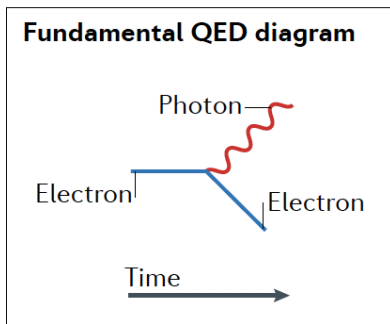 Fundamental QED diagram
Photon
Electron
Electron
Time